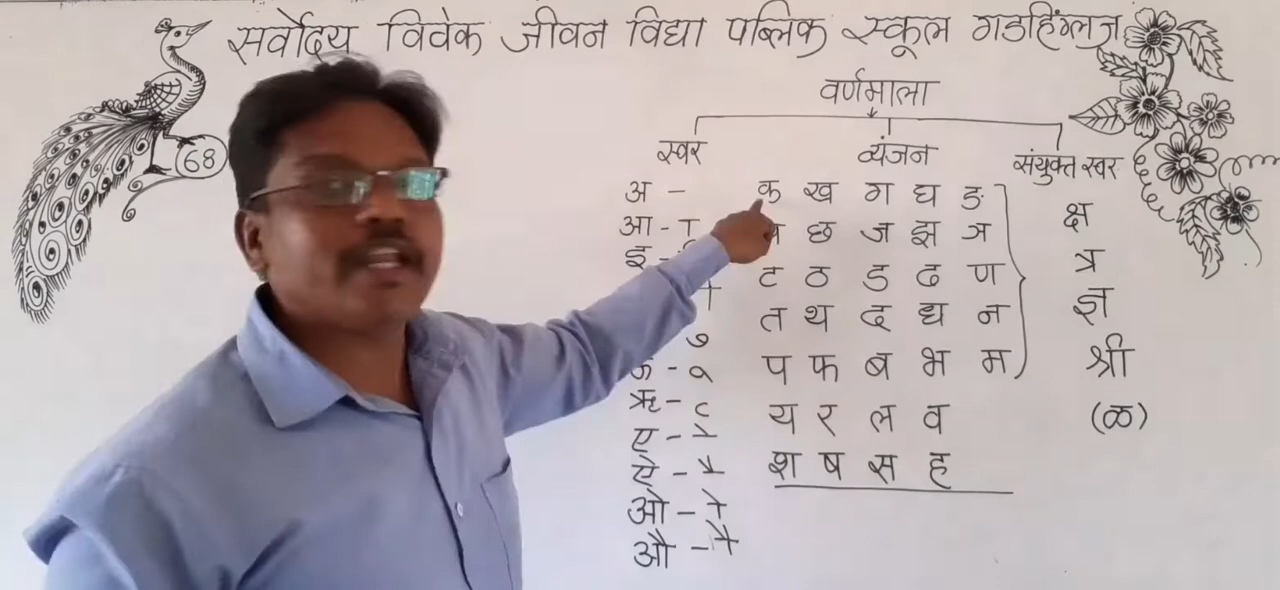 सर्वोदय विवेक जीवन विद्या पब्लिक स्कूल गडहिंग्लज
68
वर्णमाला
स्वर व्यंजन संयुक्त स्वर
अ - क ख ग घ ङ क्ष
आ - ा छ ज झ ञ त्र
इ - ट ठ ड ढ ण ज्ञ
त थ द ध न
ऊ - ू प फ ब भ म श्री
ऋ - ृ य र ल व (ळ)
ए - े
ऐ - ै श ष स ह
ओ - ो
औ - ौ